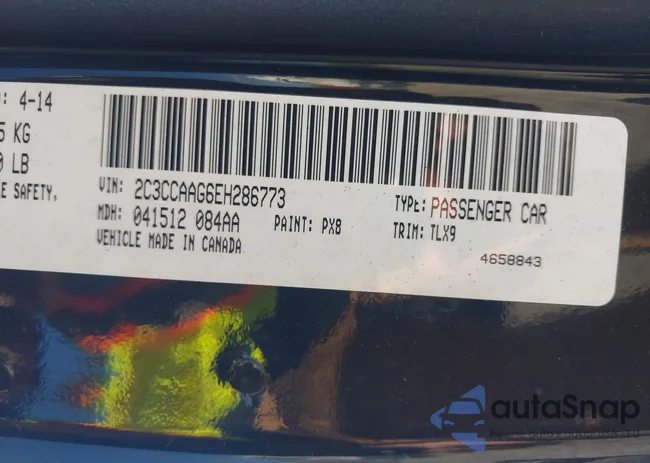 : 4-14
KG
LB
SAFETY,
VIN: 2C3CCAAG6EH286773
TYPE: PASSENGER CAR
MDH: 041512 084AA
PAINT: PX8
TRIM: TLX9
VEHICLE MADE IN CANADA
4658843
autoSnap